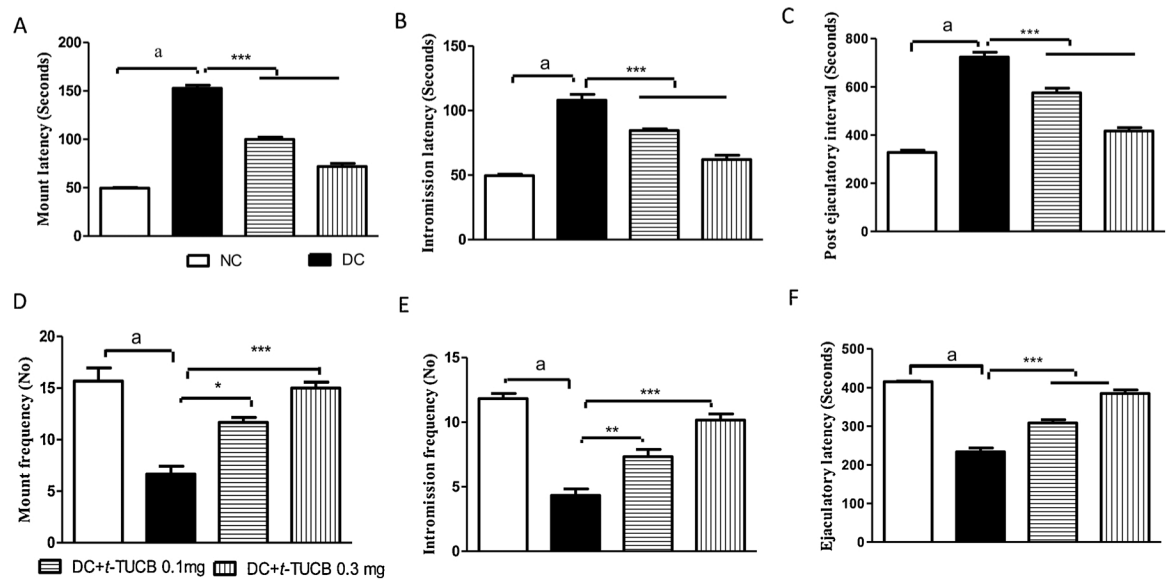 A
Mount latency (Seconds)
200
150
100
50
0
a
***
B
Intromission latency (Seconds)
150
100
50
0
a
***
C
Post ejaculatory interval (Seconds)
800
600
400
200
0
a
***
NC
DC
D
Mount frequency (No)
20
15
10
5
0
a
*
***
E
Intromission frequency (No)
15
10
5
0
a
**
***
F
Ejaculatory latency (Seconds)
500
400
300
200
100
0
a
***
DC+t-TUCB 0.1mg
DC+t-TUCB 0.3 mg